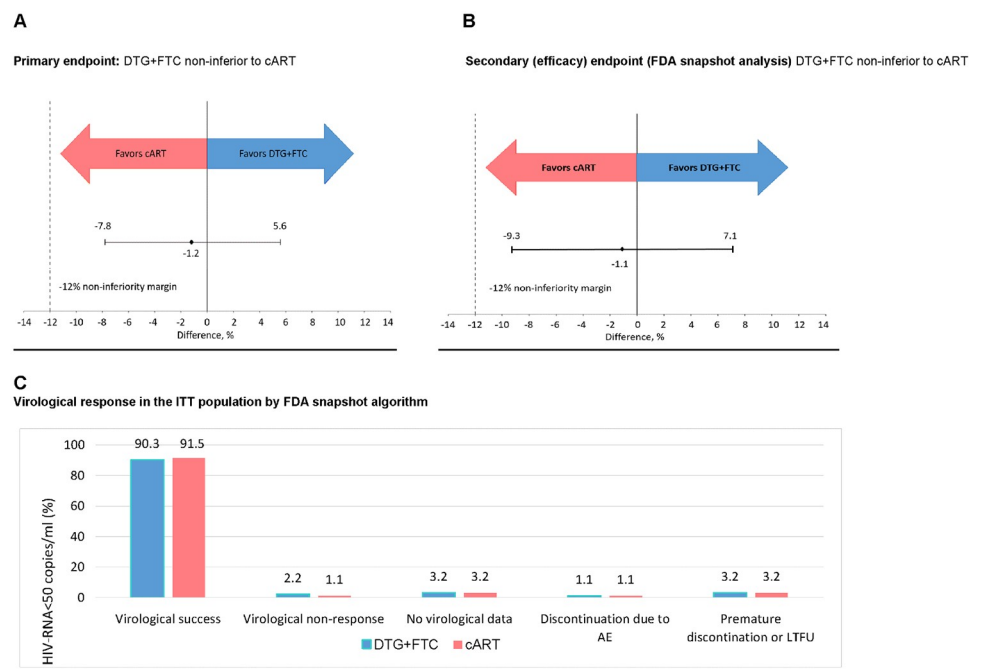 A
Primary endpoint: DTG+FTC non-inferior to cART
Favors cART
Favors DTG+FTC
-7.8
5.6
-1.2
-12% non-inferiority margin
-14 -12 -10 -8 -6 -4 -2 0 2 4 6 8 10 12 14
Difference, %
B
Secondary (efficacy) endpoint (FDA snapshot analysis) DTG+FTC non-inferior to cART
Favors cART
Favors DTG+FTC
-9.3
7.1
-1.1
-12% non-inferiority margin
-14 -12 -10 -8 -6 -4 -2 0 2 4 6 8 10 12 14
Difference, %
C
Virological response in the ITT population by FDA snapshot algorithm
HIV-RNA<50 copies/ml (%)
100
80
60
40
20
0
90.3 91.5
2.2 1.1
3.2 3.2
1.1 1.1
3.2 3.2
Virological success
Virological non-response
No virological data
Discontinuation due to
AE
Premature
discontinuation or LTFU
DTG+FTC cART